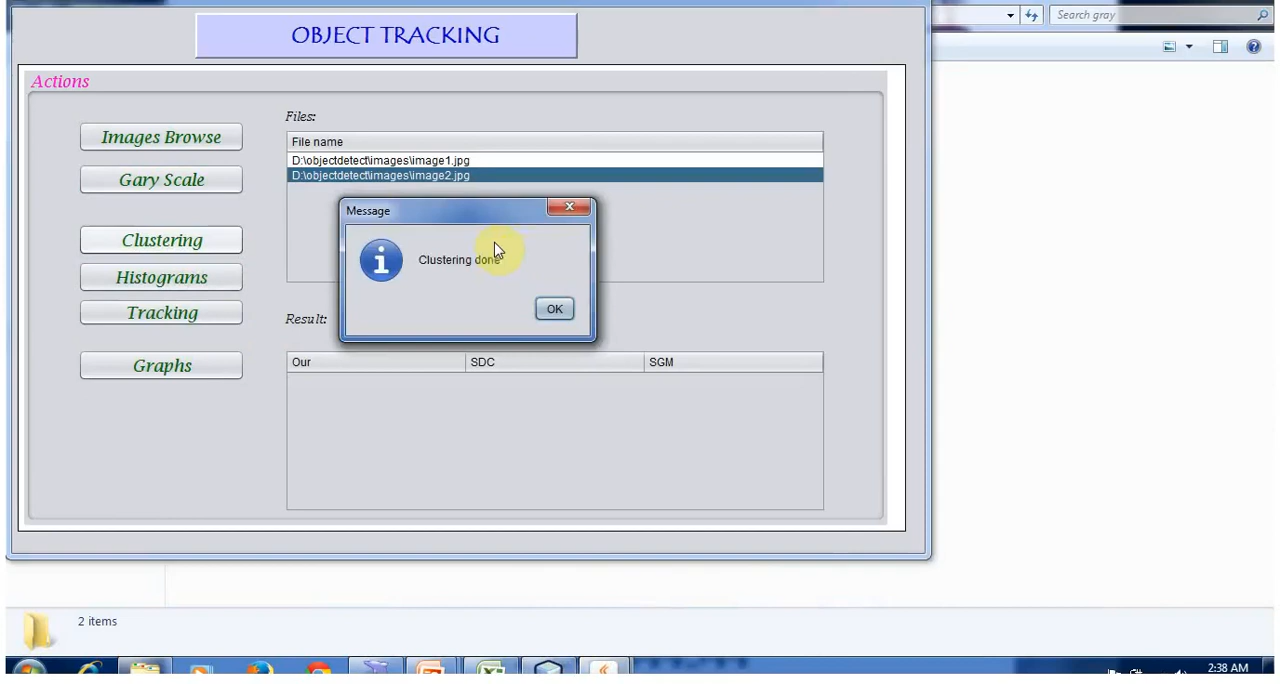 OBJECT TRACKING
Search gray
Actions
Images Browse
Gary Scale
Clustering
Histograms
Tracking
Graphs
Files:
File name
D:\objectdetect\images\image1.jpg
D:\objectdetect\images\image2.jpg
Message
Clustering done
OK
Result:
Our SDC SGM
2 items
2:38 AM